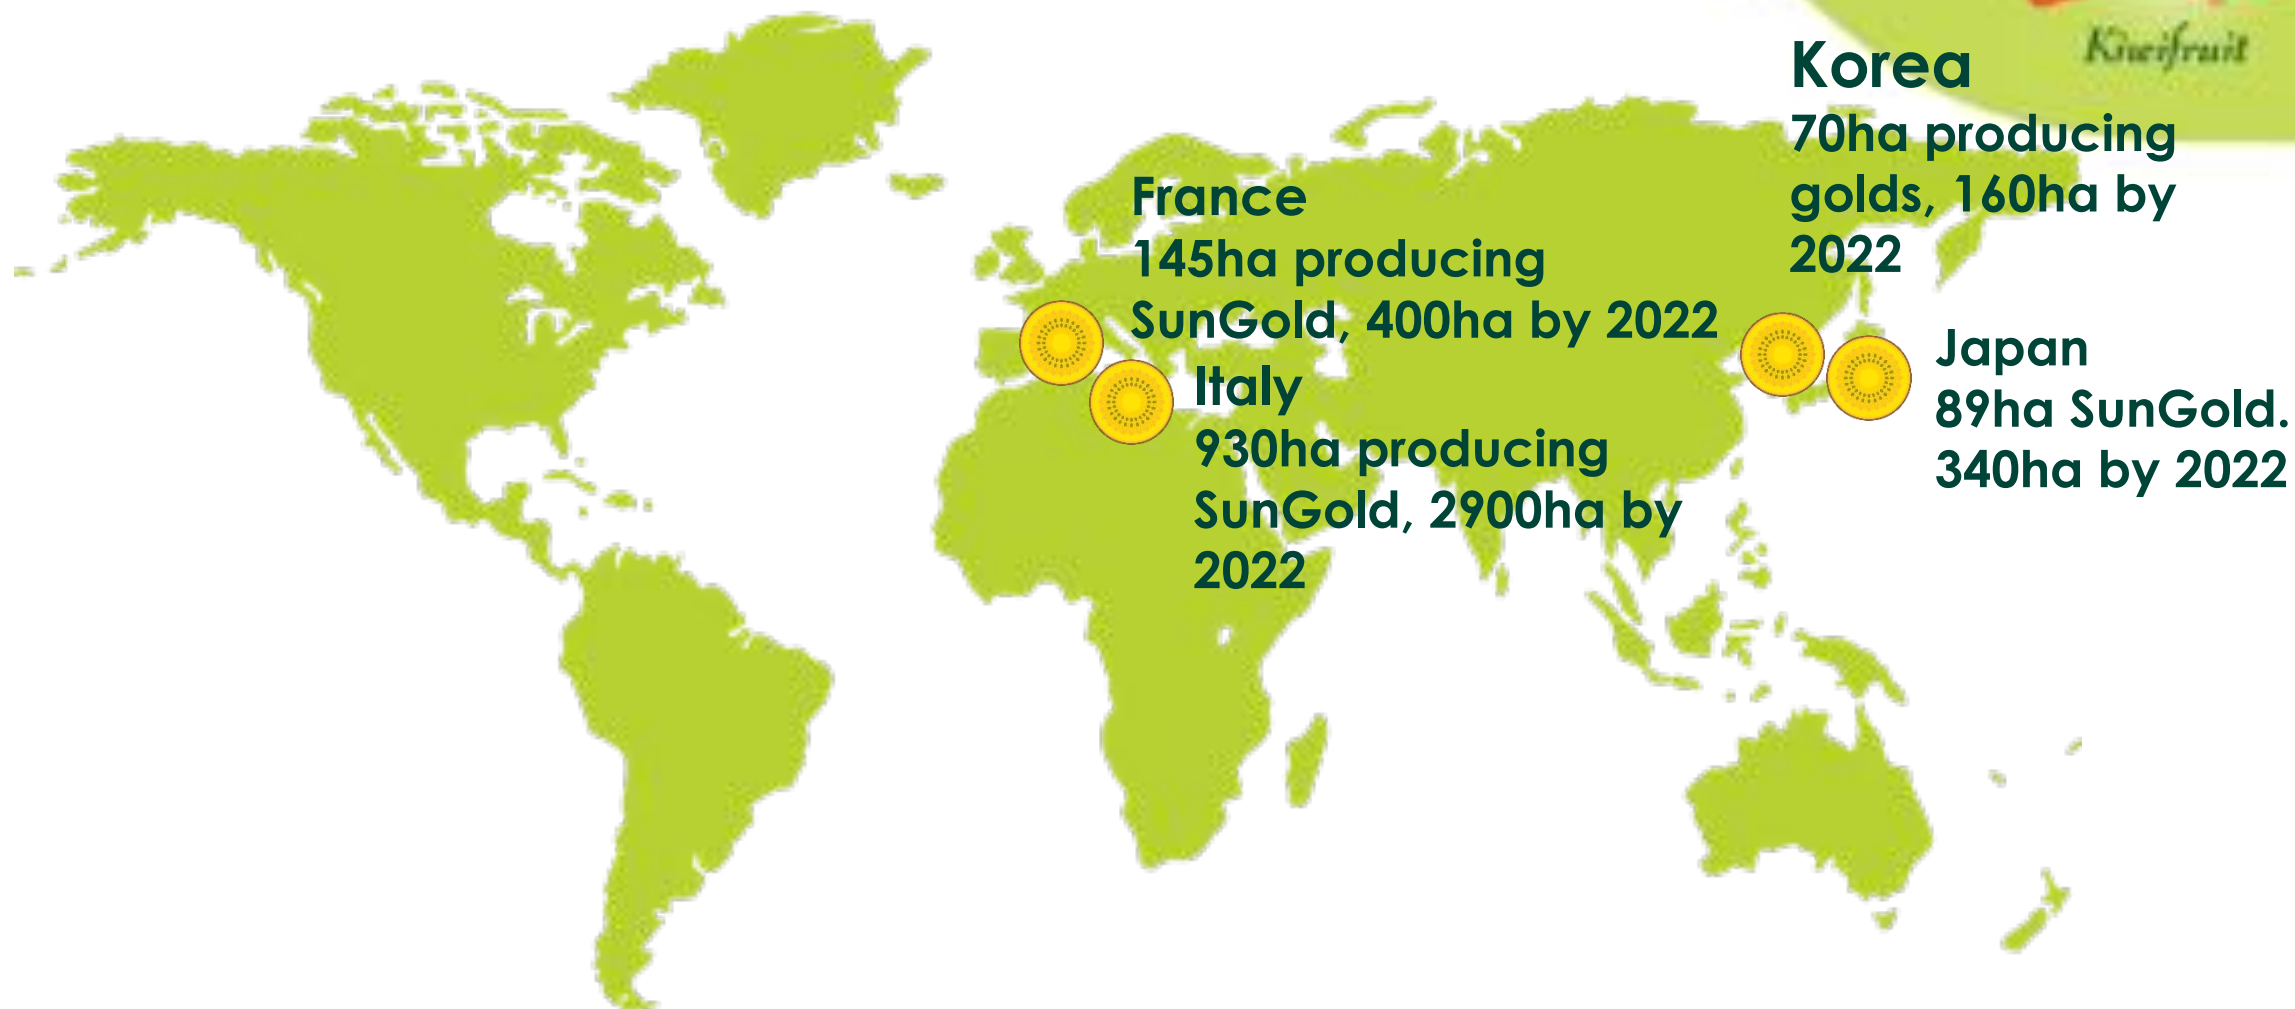 Kiwifruit
Korea
70ha producing
golds, 160ha by
2022
France
145ha producing
SunGold, 400ha by 2022
Italy
930ha producing
SunGold, 2900ha by
2022
Japan
89ha SunGold.
340ha by 2022